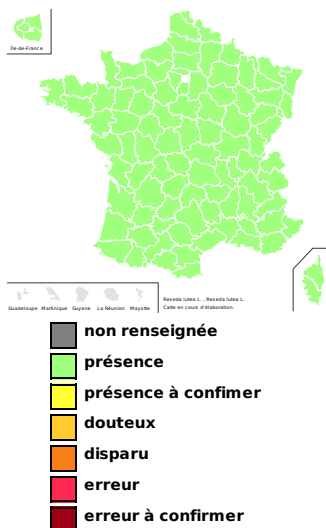 Île-de-France
Guadeloupe Martinique Guyane La Réunion Mayotte
Reseda lutea L. , Reseda lutea L.
Carte en cours d'élaboration.
non renseignée
présence
présence à confimer
douteux
disparu
erreur
erreur à confirmer